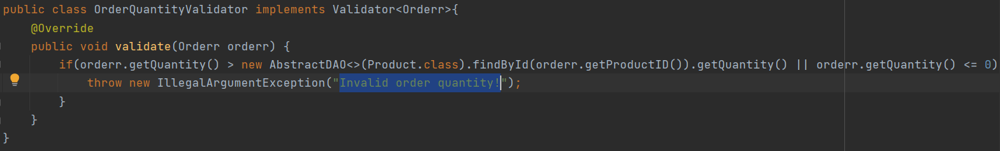 public class OrderQuantityValidator implements Validator<Orderr>{
    @Override
    public void validate(Orderr orderr) {
        if(orderr.getQuantity() > new AbstractDAO<>(Product.class).findById(orderr.getProductID()).getQuantity() || orderr.getQuantity() <= 0)
            throw new IllegalArgumentException("Invalid order quantity!");
        }
    }
}